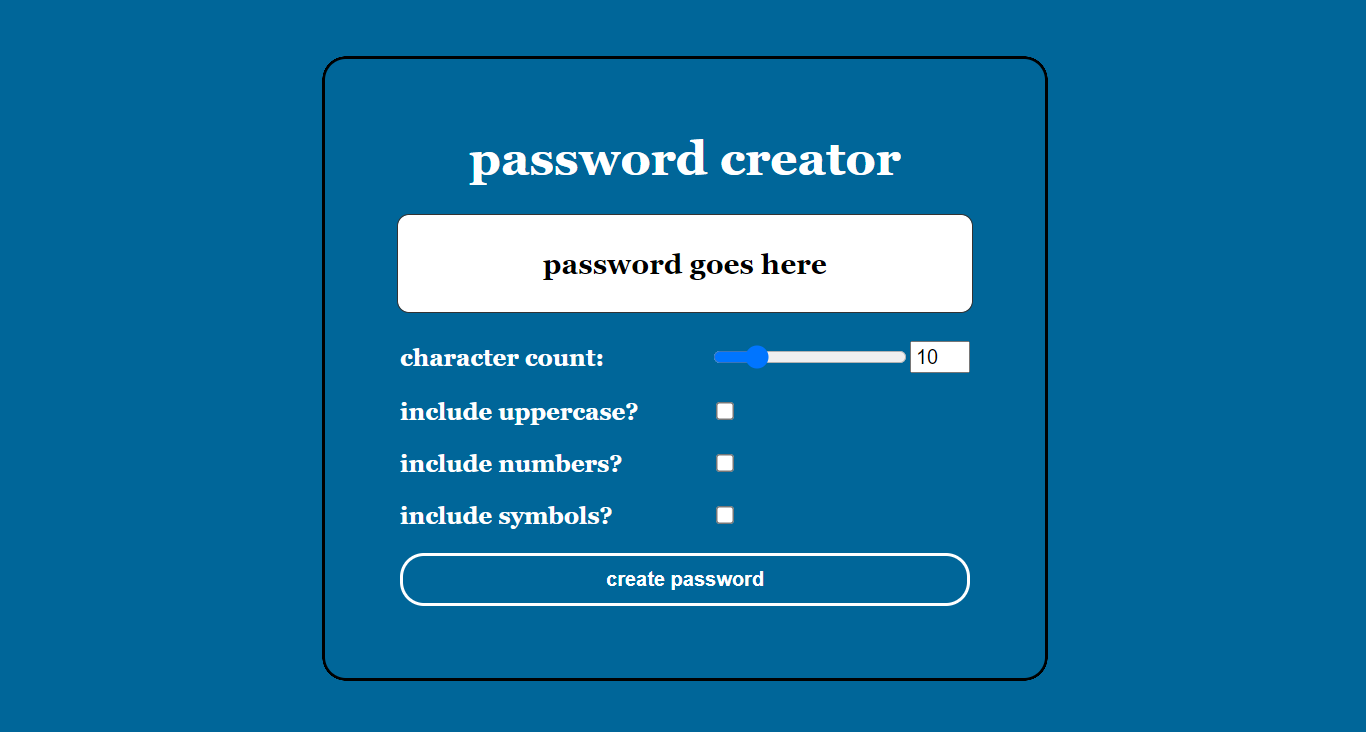 password creator
password goes here
character count: 10
include uppercase?
include numbers?
include symbols?
create password